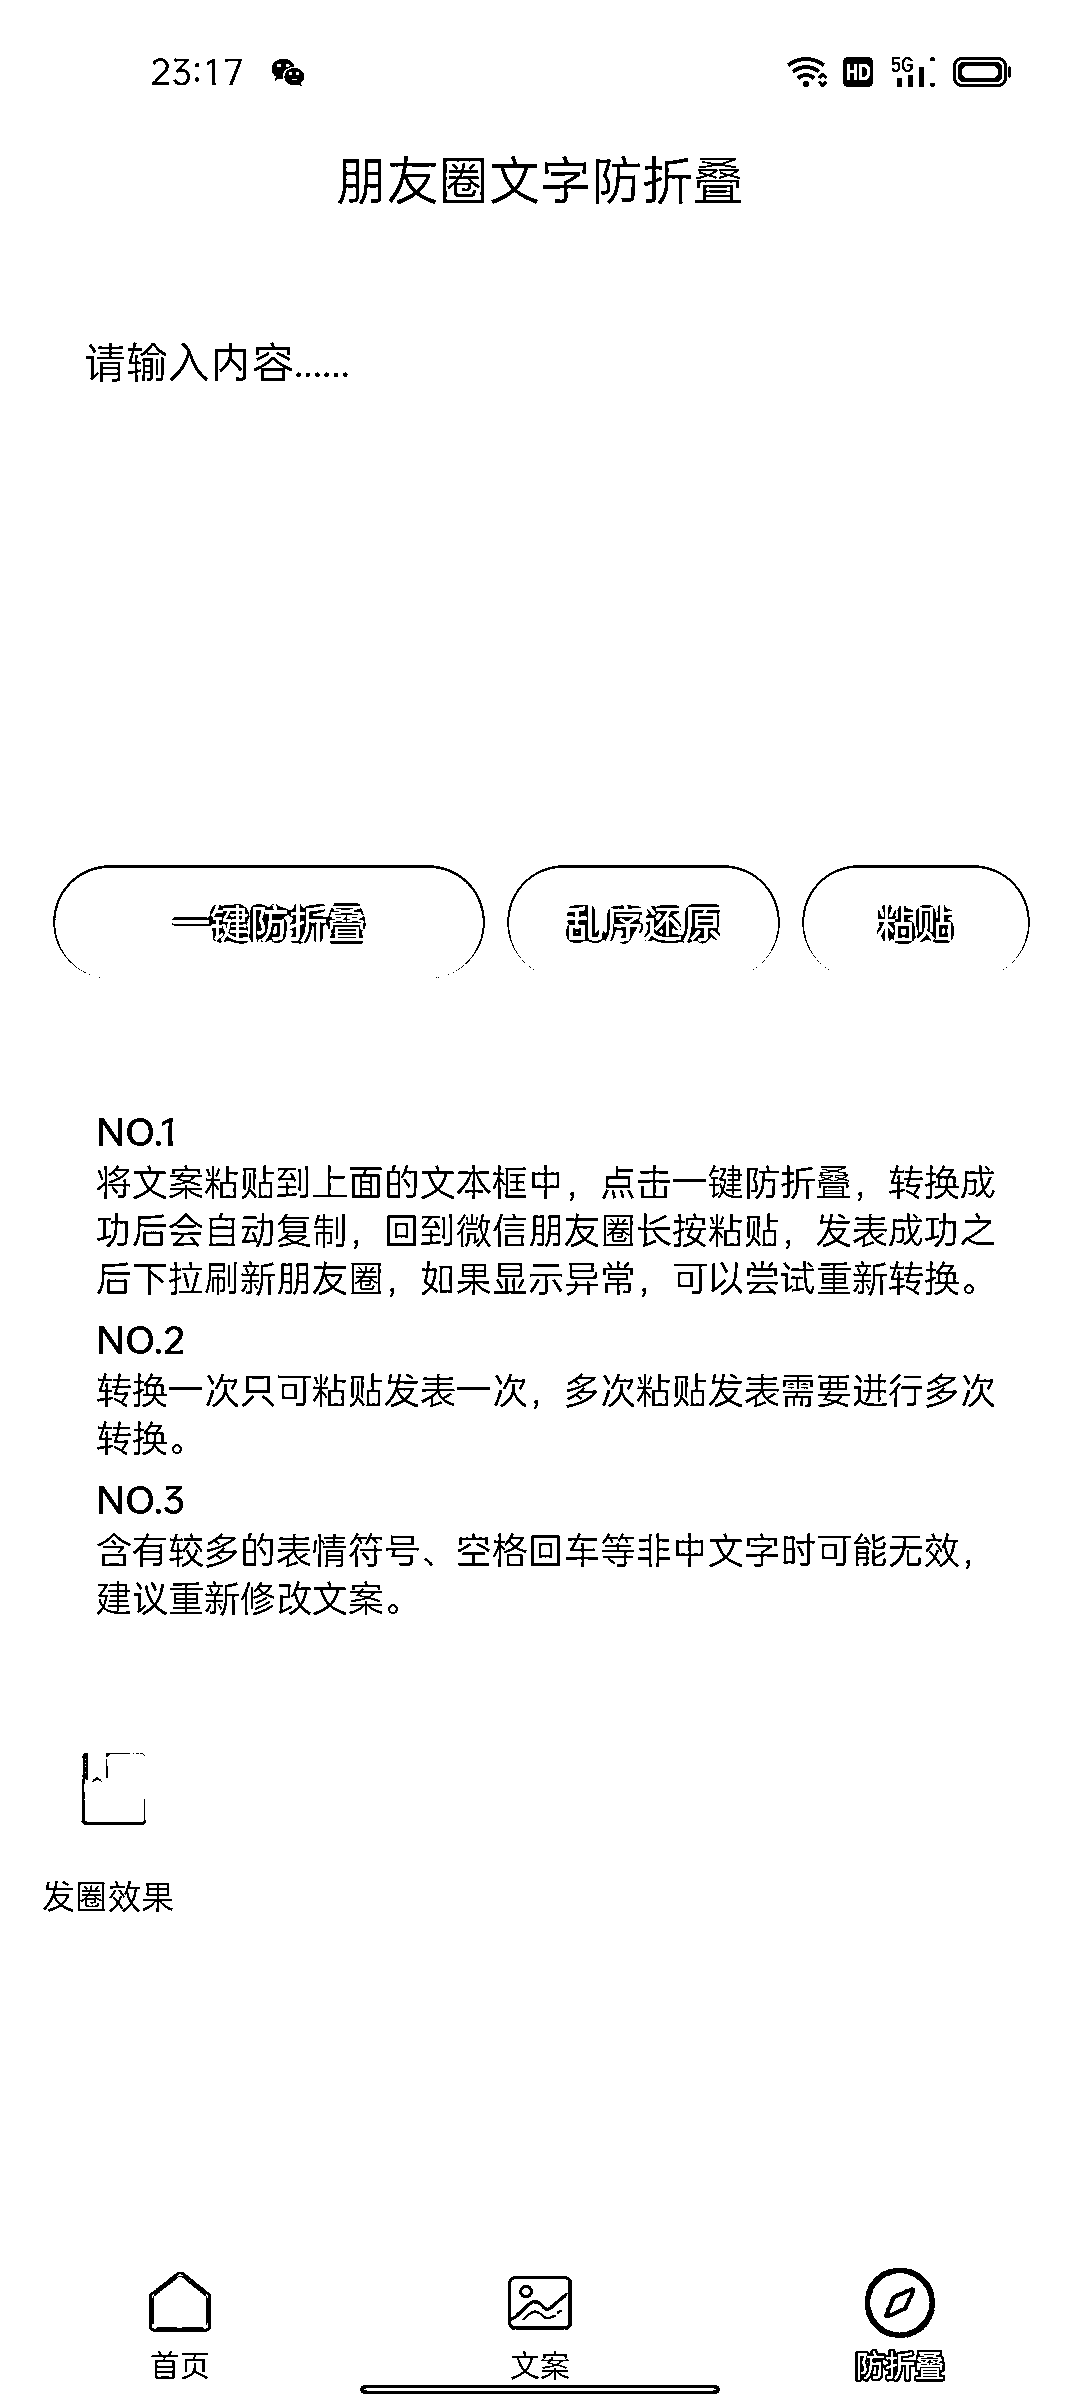 23:17
HD 5G
朋友圈文字防折叠
请输入内容......
一键防折叠 乱序还原 粘贴
NO.1
将文案粘贴到上面的文本框中，点击一键防折叠，转换成
功后会自动复制，回到微信朋友圈长按粘贴，发表成功之
后下拉刷新朋友圈，如果显示异常，可以尝试重新转换。
NO.2
转换一次只可粘贴发表一次，多次粘贴发表需要进行多次
转换。
NO.3
含有较多的表情符号、空格回车等非中文字时可能无效，
建议重新修改文案。
发圈效果
首页 文案 防折叠